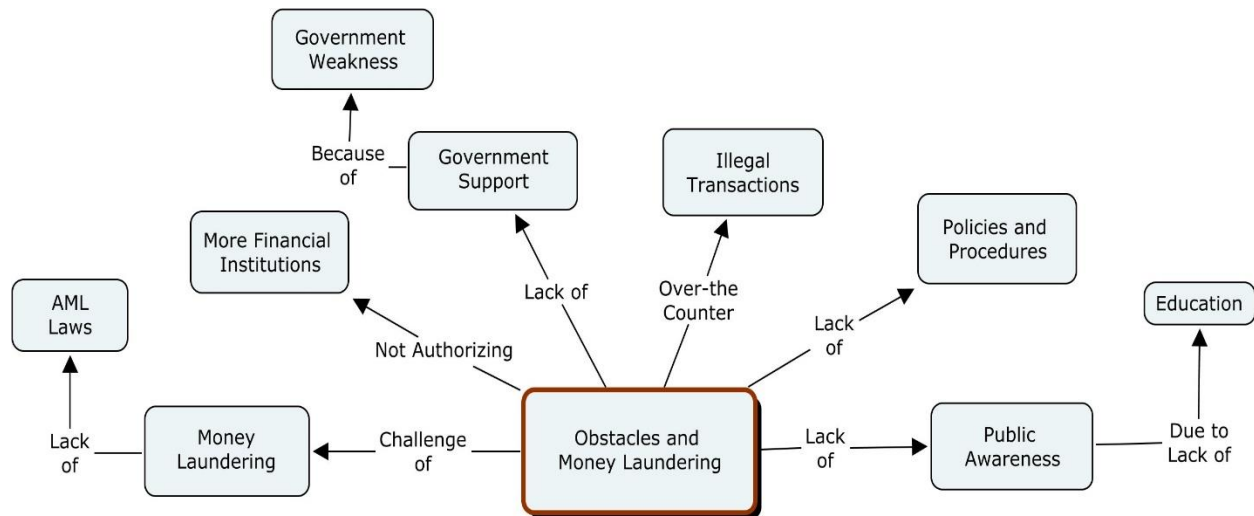 Government
Weakness
Because
of
Government
Support
Illegal
Transactions
Policies and
Procedures
More Financial
Institutions
AML
Laws
Education
Lack of
Over-the
Counter
Not Authorizing
Lack
of
Lack
of
Money
Laundering
Challenge
of
Obstacles and
Money Laundering
Lack
of
Public
Awareness
Due to
Lack of